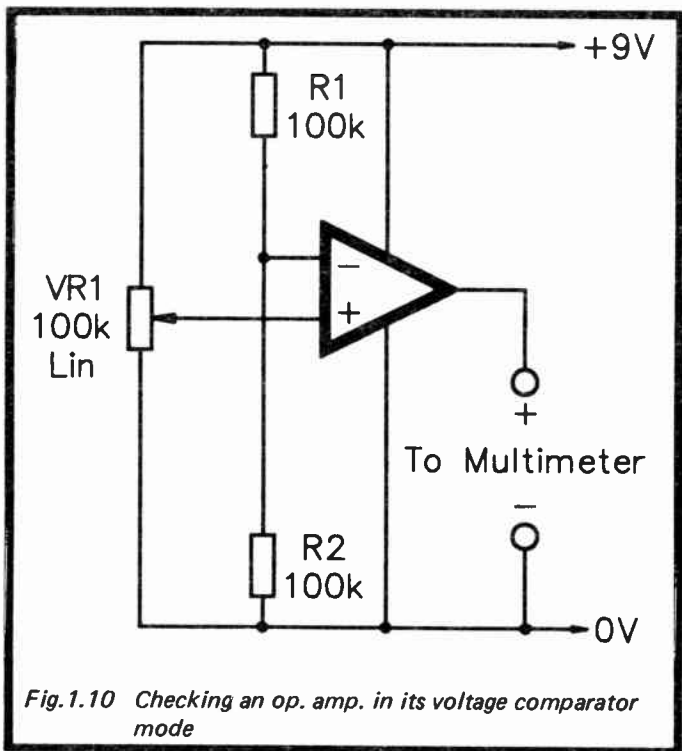 +9V
R1
100k
VR1
100k
Lin
−
+
+
To Multimeter
−
R2
100k
0V
Fig.1.10 Checking an op. amp. in its voltage comparator
mode